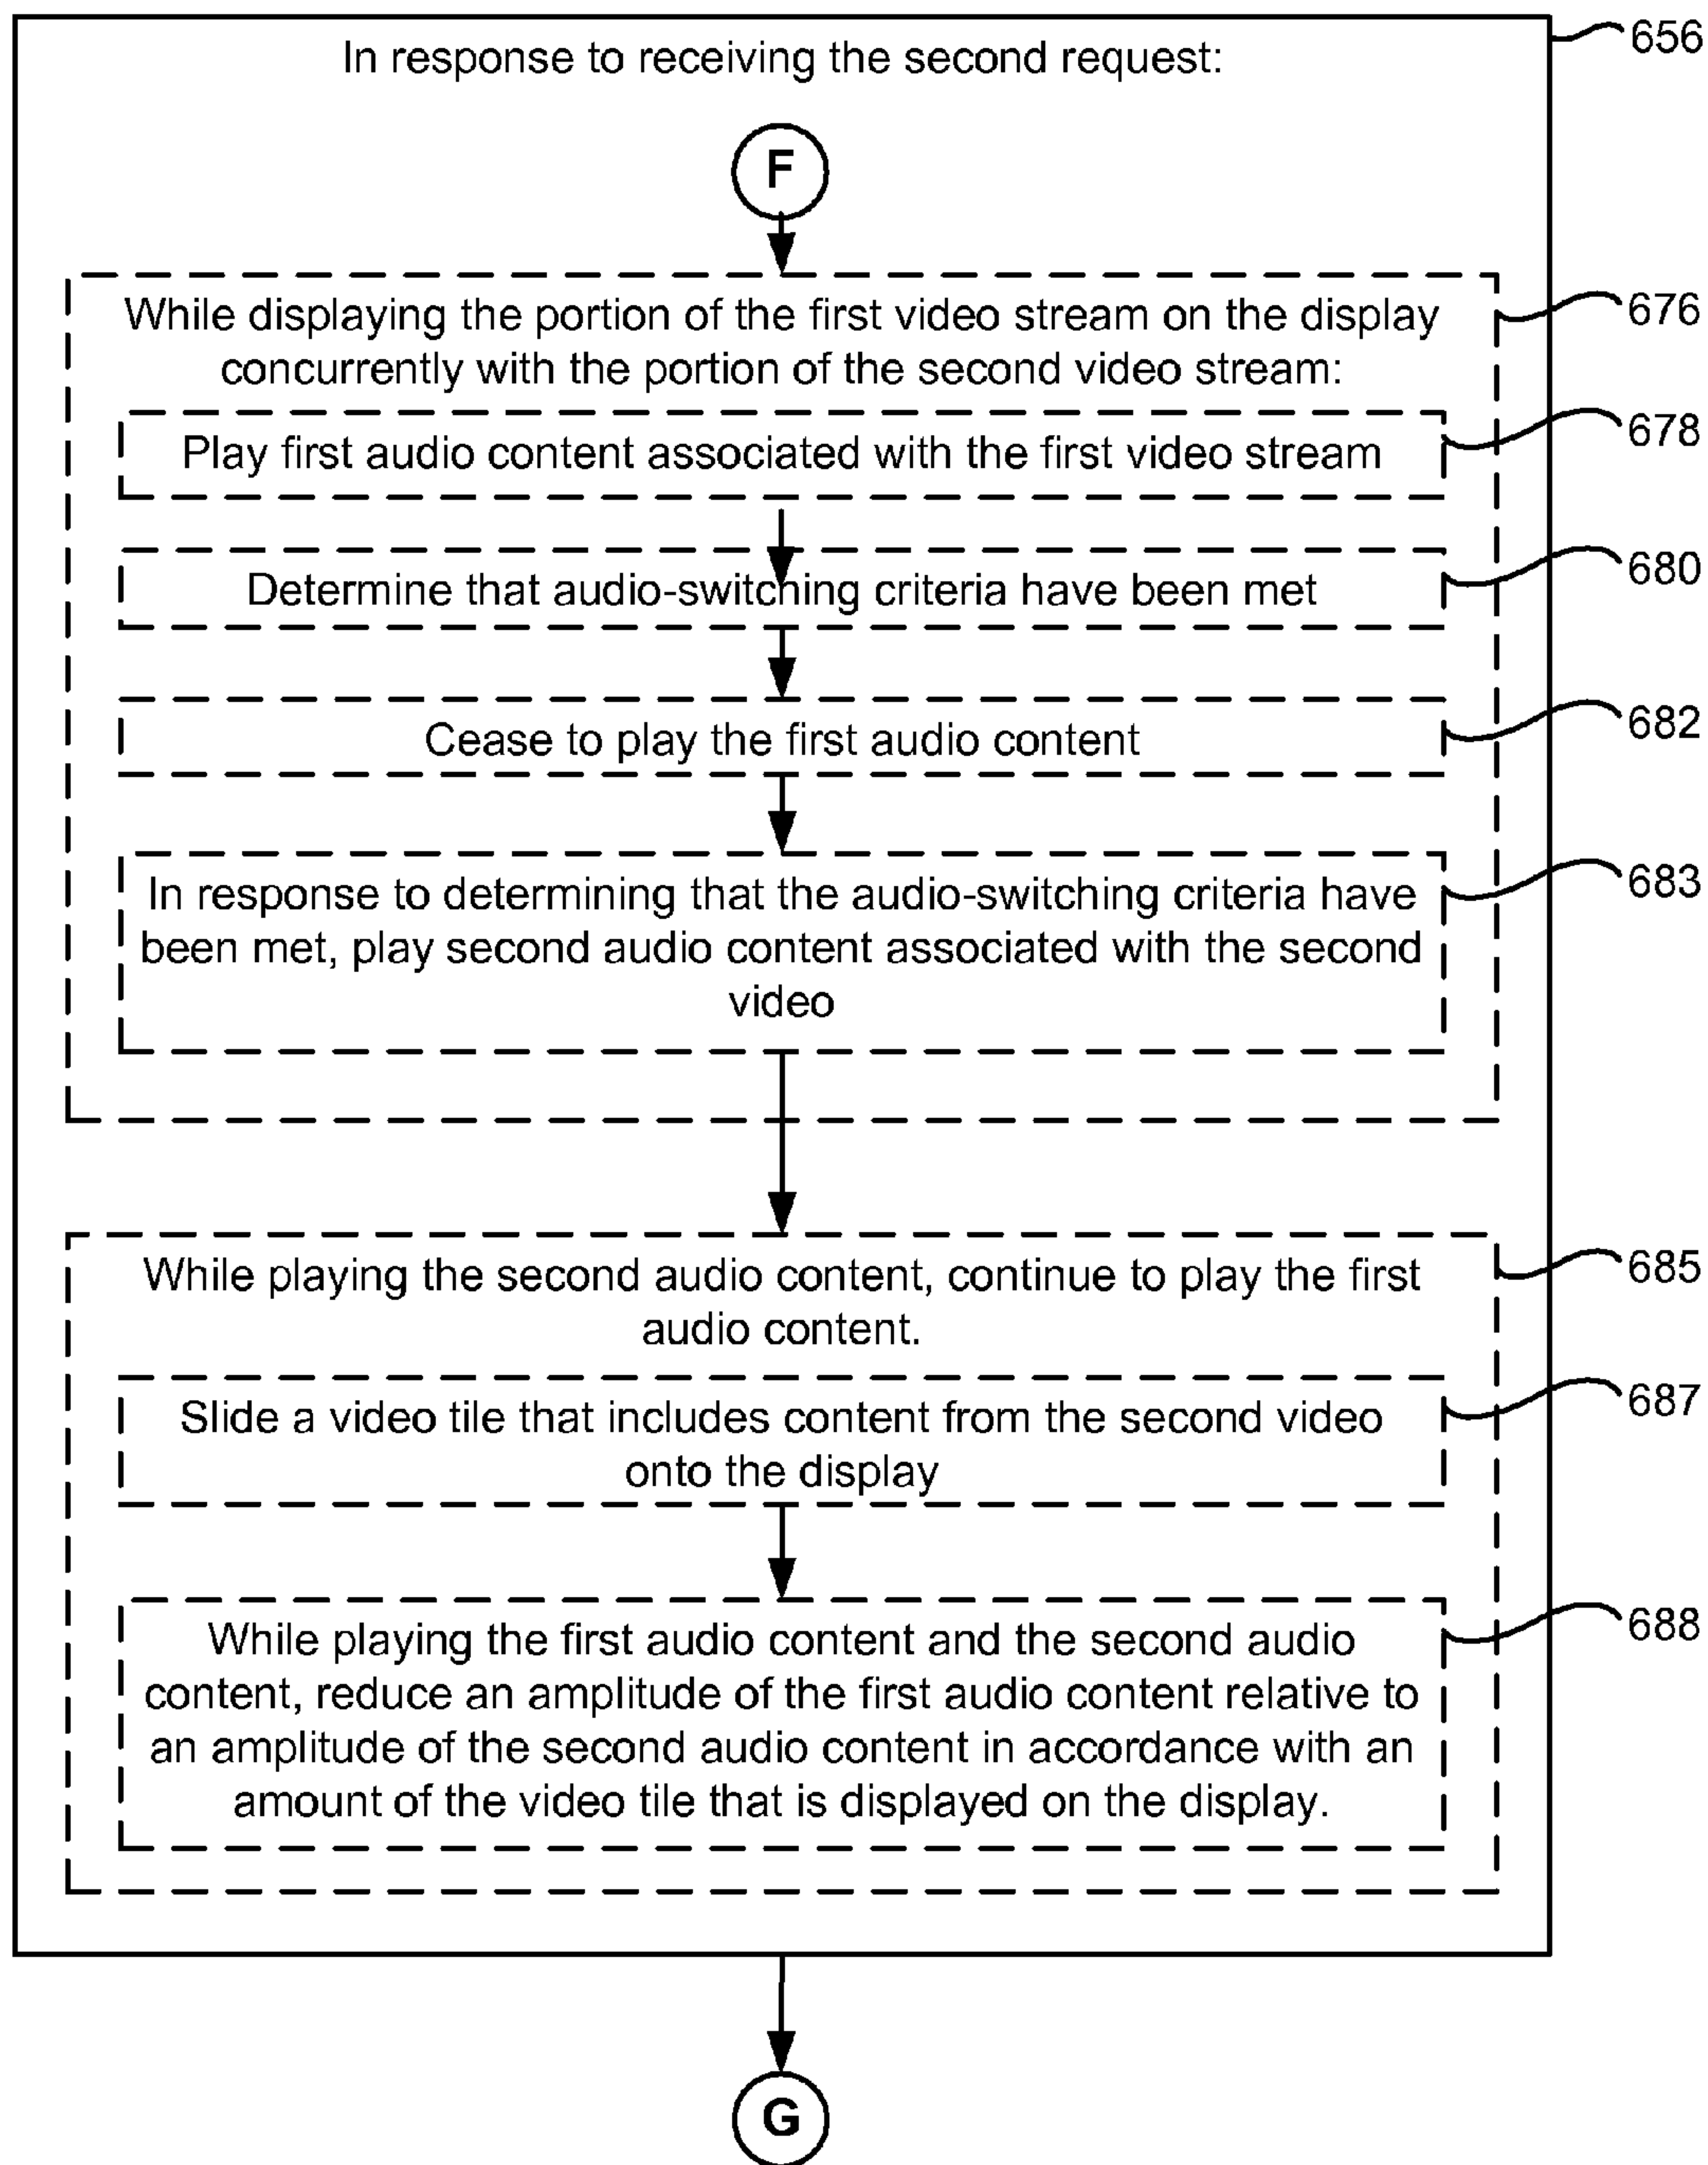 In response to receiving the second request:
656
F
While displaying the portion of the first video stream on the display
concurrently with the portion of the second video stream:
676
Play first audio content associated with the first video stream
678
Determine that audio-switching criteria have been met
680
Cease to play the first audio content
682
In response to determining that the audio-switching criteria have
been met, play second audio content associated with the second
video
683
While playing the second audio content, continue to play the first
audio content.
685
Slide a video tile that includes content from the second video
onto the display
687
While playing the first audio content and the second audio
content, reduce an amplitude of the first audio content relative to
an amplitude of the second audio content in accordance with an
amount of the video tile that is displayed on the display.
688
G